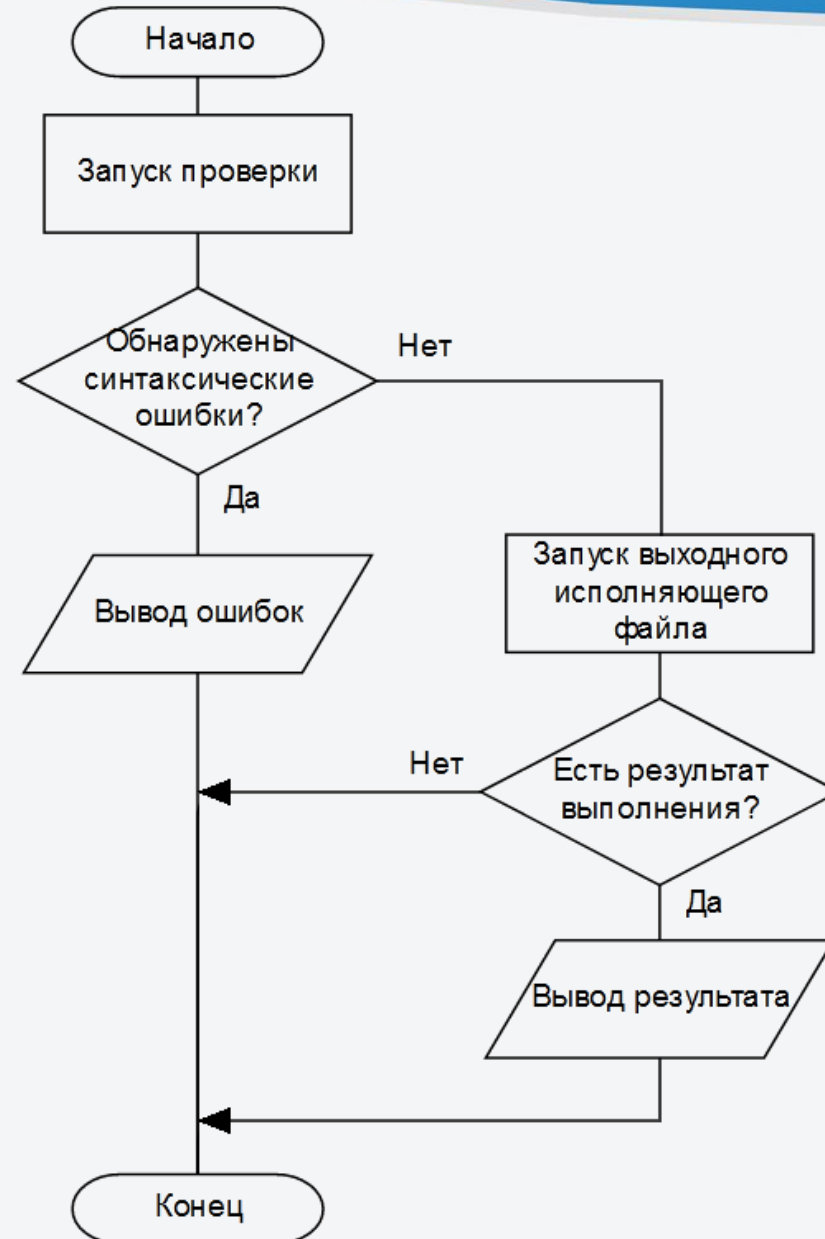 Начало
Запуск проверки
Обнаружены
синтаксические
ошибки?
Нет
Да
Запуск выходного
исполняющего
файла
Вывод ошибок
Нет
Есть результат
выполнения?
Да
Вывод результата
Конец